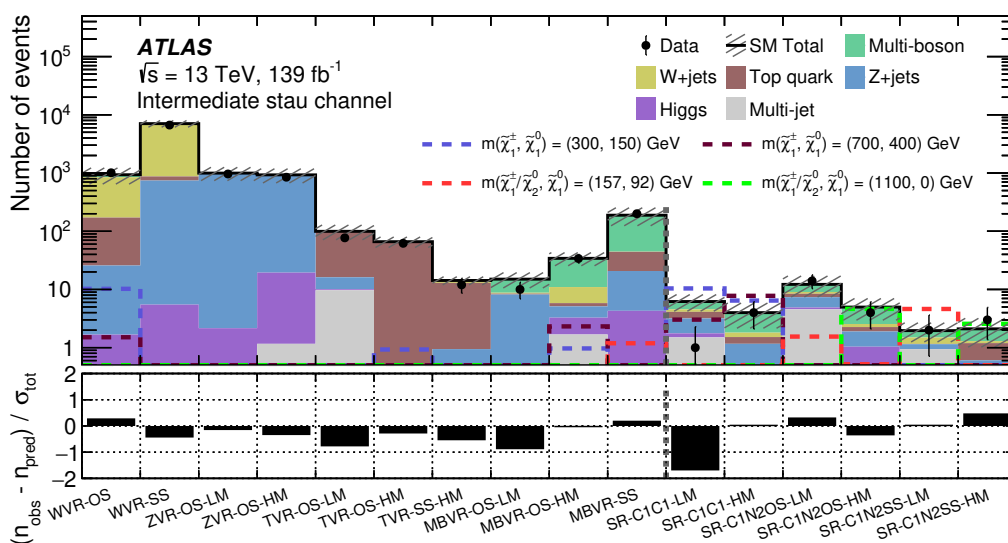 ATLAS
√s = 13 TeV, 139 fb⁻¹
Intermediate stau channel
Data
SM Total
Multi-boson
W+jets
Top quark
Z+jets
Higgs
Multi-jet
m(χ̃₁±, χ̃₁⁰) = (300, 150) GeV
m(χ̃₁±, χ̃₁⁰) = (700, 400) GeV
m(χ̃₁±/χ̃₂⁰, χ̃₁⁰) = (157, 92) GeV
m(χ̃₁±/χ̃₂⁰, χ̃₁⁰) = (1100, 0) GeV
Number of events
10⁵
10⁴
10³
10²
10
1
(n_obs - n_pred) / σ_tot
2
1
0
−1
−2
WVR-OS
WVR-SS
ZVR-OS-LM
ZVR-OS-HM
TVR-OS-LM
TVR-OS-HM
TVR-SS-HM
MBVR-OS-LM
MBVR-OS-HM
MBVR-SS
SR-C1C1-LM
SR-C1C1-HM
SR-C1N2OS-LM
SR-C1N2OS-HM
SR-C1N2SS-LM
SR-C1N2SS-HM